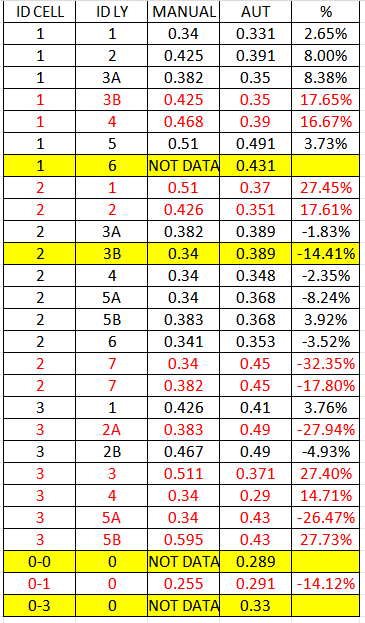 ID CELL ID LY MANUAL AUT %
1 1 0.34 0.331 2.65%
1 2 0.425 0.391 8.00%
1 3A 0.382 0.35 8.38%
1 3B 0.425 0.35 17.65%
1 4 0.468 0.39 16.67%
1 5 0.51 0.491 3.73%
1 6 NOT DATA 0.431
2 1 0.51 0.37 27.45%
2 2 0.426 0.351 17.61%
2 3A 0.382 0.389 -1.83%
2 3B 0.34 0.389 -14.41%
2 4 0.34 0.348 -2.35%
2 5A 0.34 0.368 -8.24%
2 5B 0.383 0.368 3.92%
2 6 0.341 0.353 -3.52%
2 7 0.34 0.45 -32.35%
2 7 0.382 0.45 -17.80%
3 1 0.426 0.41 3.76%
3 2A 0.383 0.49 -27.94%
3 2B 0.467 0.49 -4.93%
3 3 0.511 0.371 27.40%
3 4 0.34 0.29 14.71%
3 5A 0.34 0.43 -26.47%
3 5B 0.595 0.43 27.73%
0-0 0 NOT DATA 0.289
0-1 0 0.255 0.291 -14.12%
0-3 0 NOT DATA 0.33